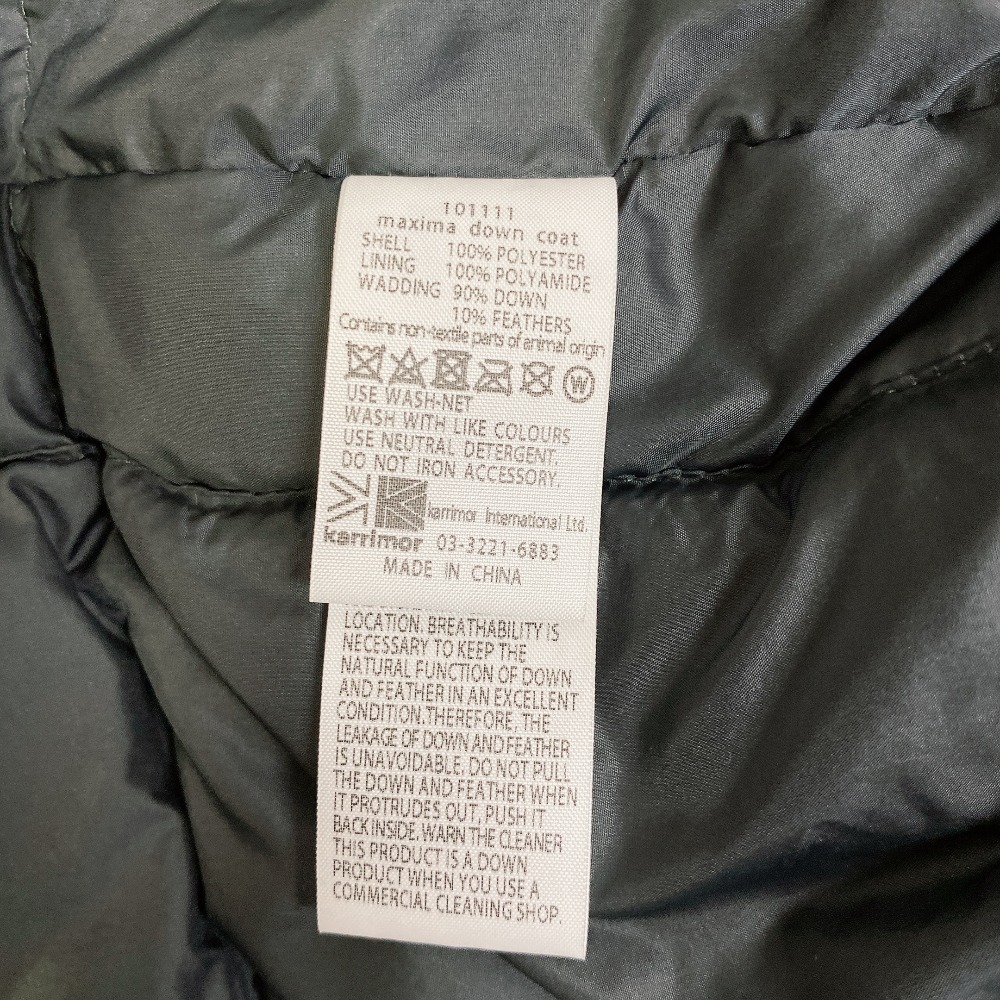 101111
maxima down coat
SHELL 100% POLYESTER
LINING 100% POLYAMIDE
WADDING 90% DOWN
10% FEATHERS
Contains non-textile parts of animal origin
W
USE WASH-NET
WASH WITH LIKE COLOURS
USE NEUTRAL DETERGENT.
DO NOT IRON ACCESSORY.
karrimor International Ltd.
karrimor 03-3221-6883
MADE IN CHINA
LOCATION. BREATHABILITY IS
NECESSARY TO KEEP THE
NATURAL FUNCTION OF DOWN
AND FEATHER IN AN EXCELLENT
CONDITION.THEREFORE, THE
LEAKAGE OF DOWN AND FEATHER
IS UNAVOIDABLE. DO NOT PULL
THE DOWN AND FEATHER WHEN
IT PROTRUDES OUT, PUSH IT
BACK INSIDE. WARN THE CLEANER
THIS PRODUCT IS A DOWN
PRODUCT WHEN YOU USE A
COMMERCIAL CLEANING SHOP.